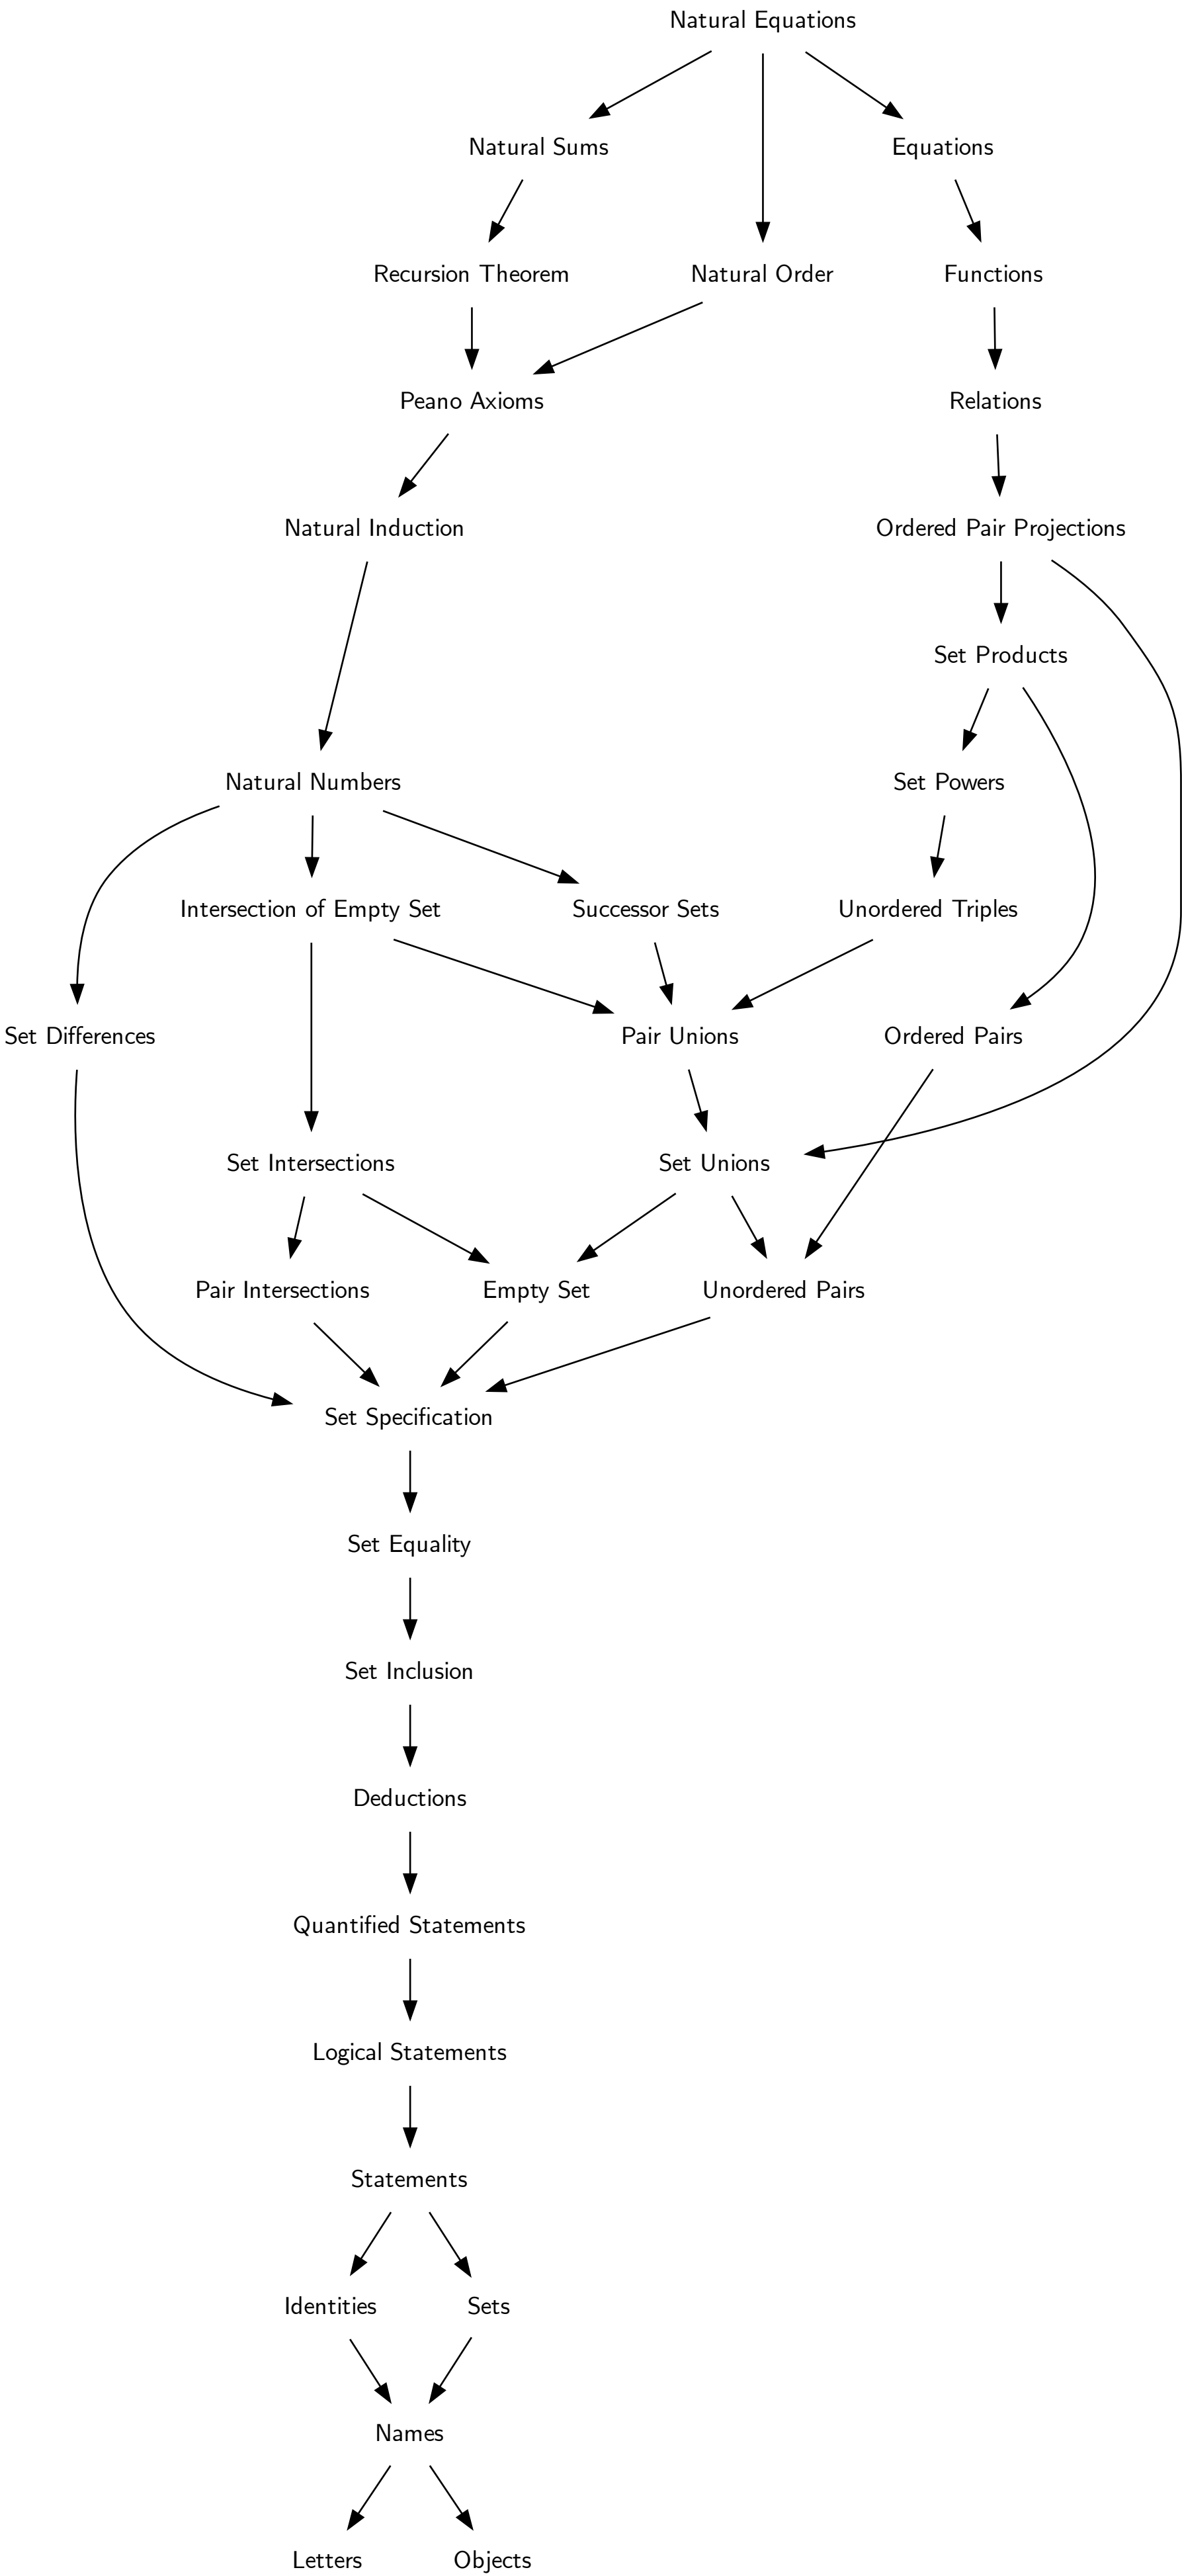 Natural Equations
Natural Sums
Equations
Recursion Theorem
Natural Order
Functions
Peano Axioms
Relations
Natural Induction
Ordered Pair Projections
Set Products
Natural Numbers
Set Powers
Intersection of Empty Set
Successor Sets
Unordered Triples
Set Differences
Pair Unions
Ordered Pairs
Set Intersections
Set Unions
Pair Intersections
Empty Set
Unordered Pairs
Set Specification
Set Equality
Set Inclusion
Deductions
Quantified Statements
Logical Statements
Statements
Identities
Sets
Names
Letters
Objects